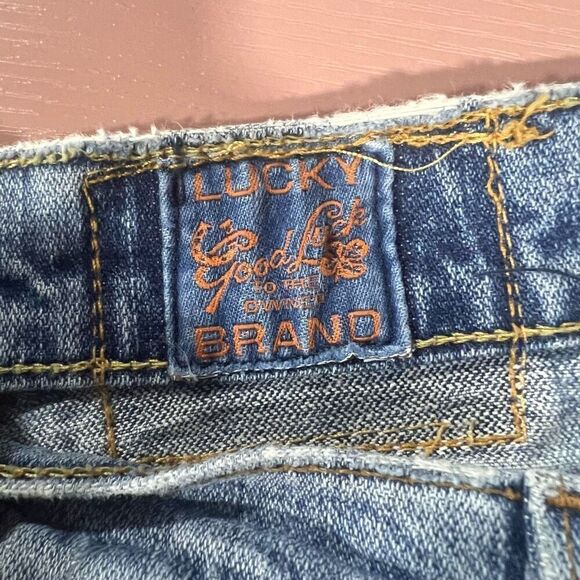 LUCKY
Good Luck
TO THE
OWNER
BRAND